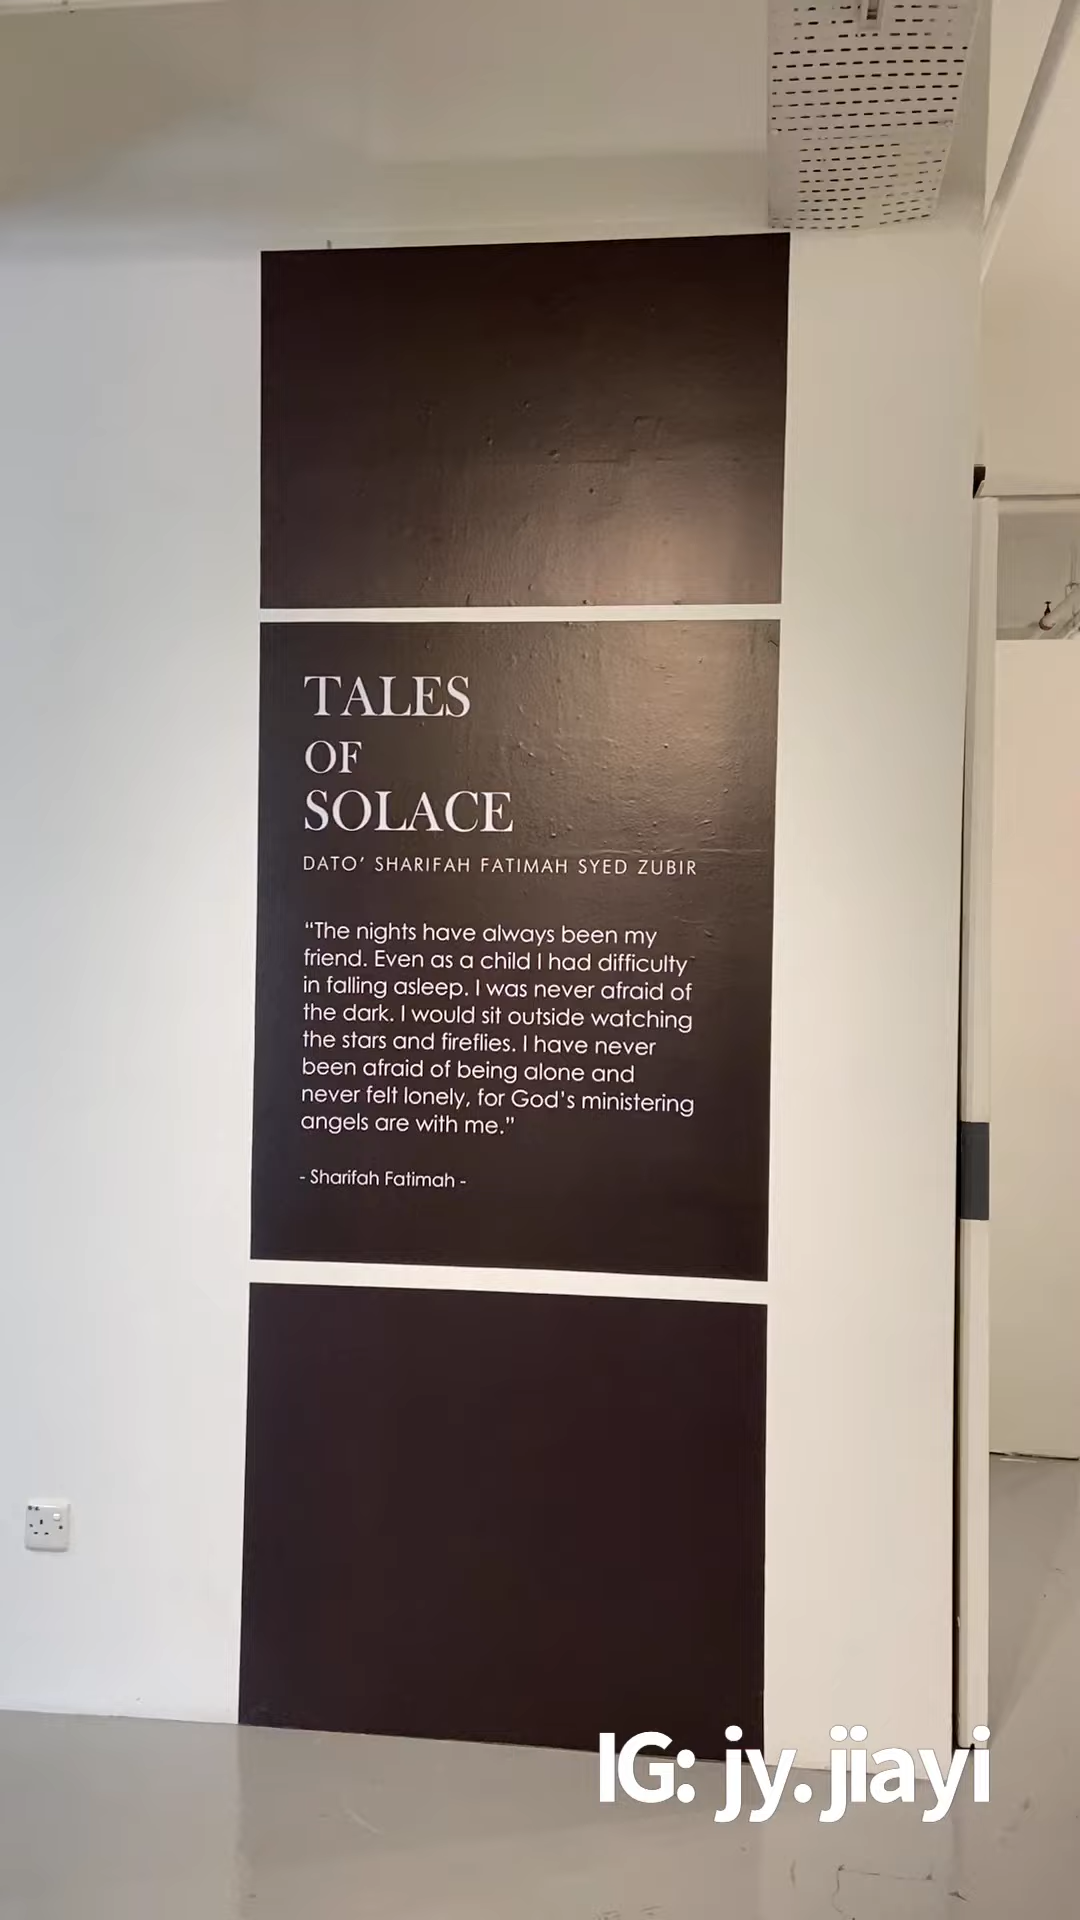 TALES
OF
SOLACE
DATO’ SHARIFAH FATIMAH SYED ZUBIR
“The nights have always been my
friend. Even as a child I had difficulty
in falling asleep. I was never afraid of
the dark. I would sit outside watching
the stars and fireflies. I have never
been afraid of being alone and
never felt lonely, for God’s ministering
angels are with me.”
- Sharifah Fatimah -
IG: jy.jiayi